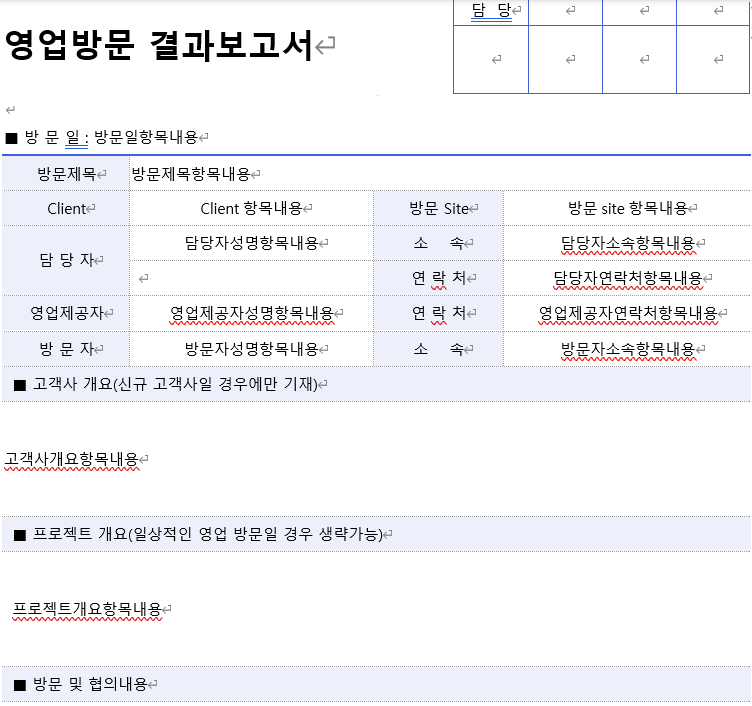 담 당
영업방문 결과보고서
■ 방 문 일 : 방문일항목내용
방문제목 방문제목항목내용
Client Client 항목내용 방문 Site 방문 site 항목내용
담 당 자 담당자성명항목내용 소 속 담당자소속항목내용
연 락 처 담당자연락처항목내용
영업제공자 영업제공자성명항목내용 연 락 처 영업제공자연락처항목내용
방 문 자 방문자성명항목내용 소 속 방문자소속항목내용
■ 고객사 개요(신규 고객사일 경우에만 기재)
고객사개요항목내용
■ 프로젝트 개요(일상적인 영업 방문일 경우 생략가능)
프로젝트개요항목내용
■ 방문 및 협의내용